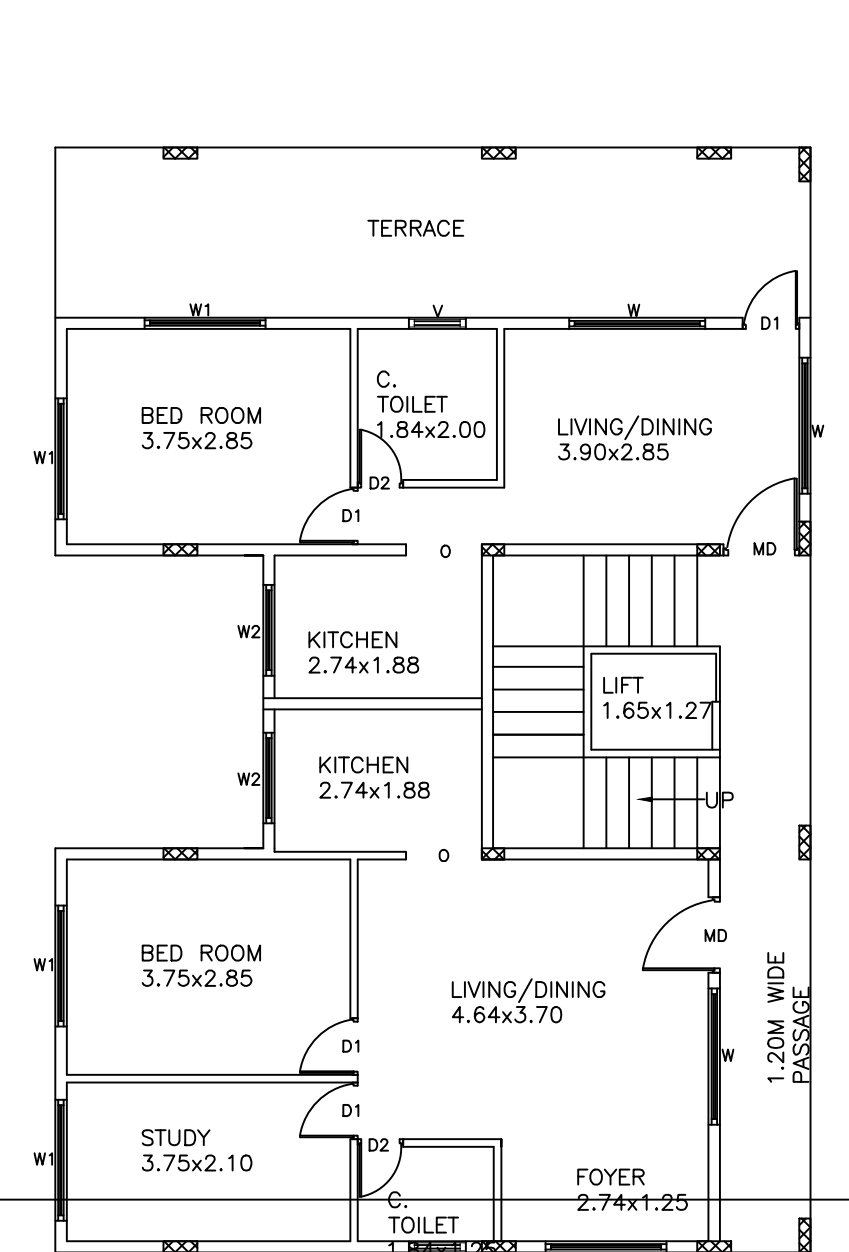 TERRACE
W1
V
W
D1
C.
TOILET
1.84x2.00
BED ROOM
3.75x2.85
LIVING/DINING
3.90x2.85
W
W1
D2
D1
O
MD
KITCHEN
2.74x1.88
W2
LIFT
1.65x1.27
KITCHEN
2.74x1.88
W2
UP
O
MD
BED ROOM
3.75x2.85
W1
LIVING/DINING
4.64x3.70
1.20M WIDE
PASSAGE
D1
W
D1
STUDY
3.75x2.10
W1
D2
FOYER
2.74x1.25
C.
TOILET